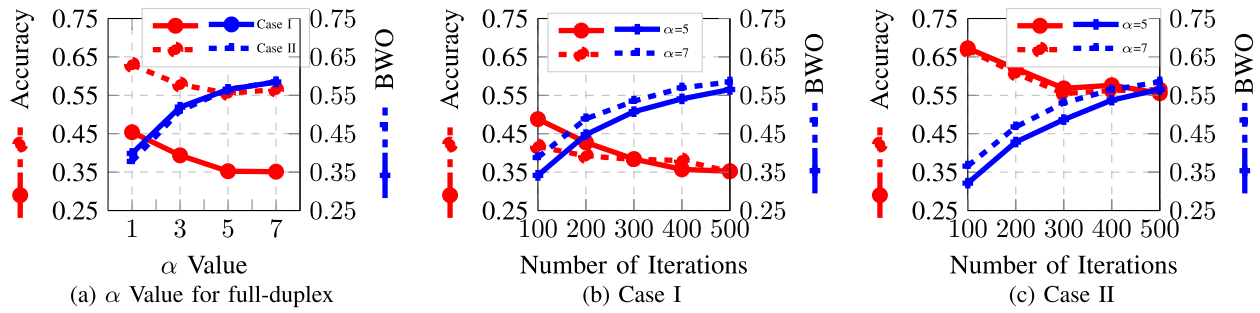 Accuracy
0.75
0.65
0.55
0.45
0.35
0.25
1 3 5 7
α Value
Case I
Case II
0.75
0.65
0.55
0.45
0.35
0.25
BWO
(a) α Value for full-duplex
Accuracy
0.75
0.65
0.55
0.45
0.35
0.25
100 200 300 400 500
Number of Iterations
α=5
α=7
0.75
0.65
0.55
0.45
0.35
0.25
BWO
(b) Case I
Accuracy
0.75
0.65
0.55
0.45
0.35
0.25
100 200 300 400 500
Number of Iterations
α=5
α=7
0.75
0.65
0.55
0.45
0.35
0.25
BWO
(c) Case II